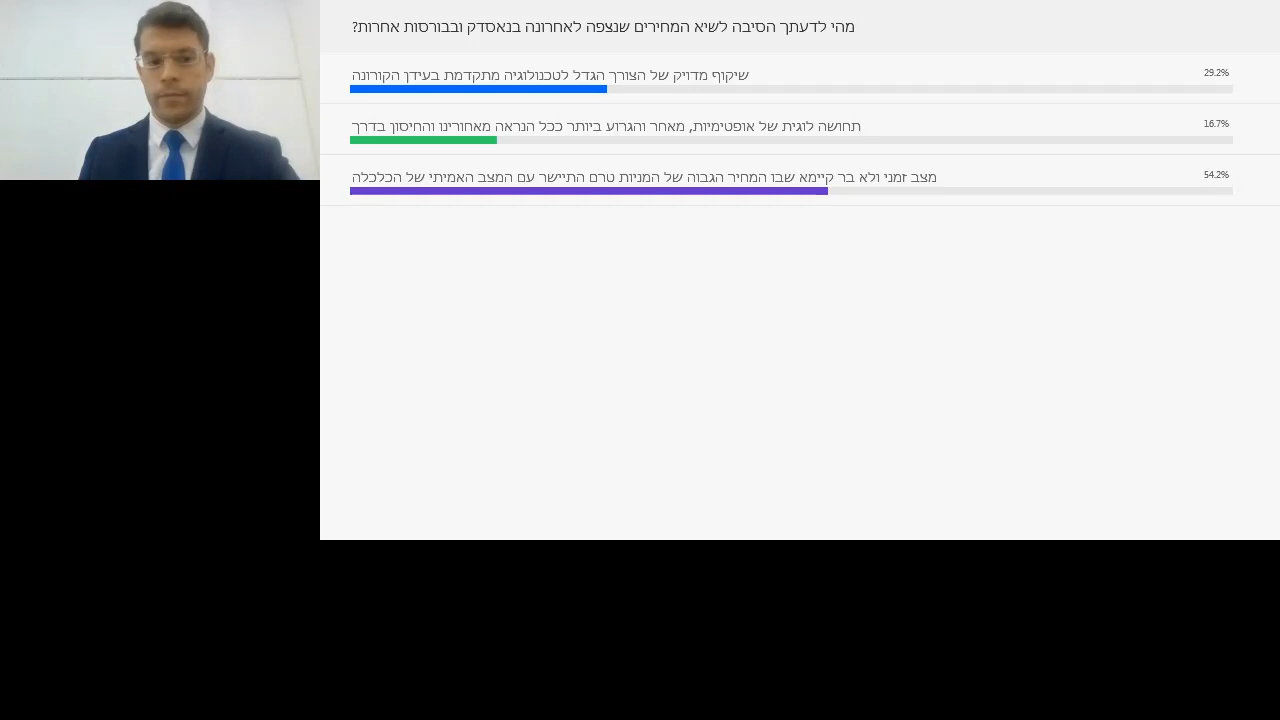 מהי לדעתך הסיבה לשיא המחירים שנצפה לאחרונה בנאסדק ובבורסות אחרות?
שיקוף מדויק של הצורך הגדל לטכנולוגיה מתקדמת בעידן הקורונה
29.2%
תחושה לוגית של אופטימיות, מאחר והגרוע ביותר ככל הנראה מאחורינו והחיסון בדרך
16.7%
מצב זמני ולא בר קיימא שבו המחיר הגבוה של המניות טרם התיישר עם המצב האמיתי של הכלכלה
54.2%